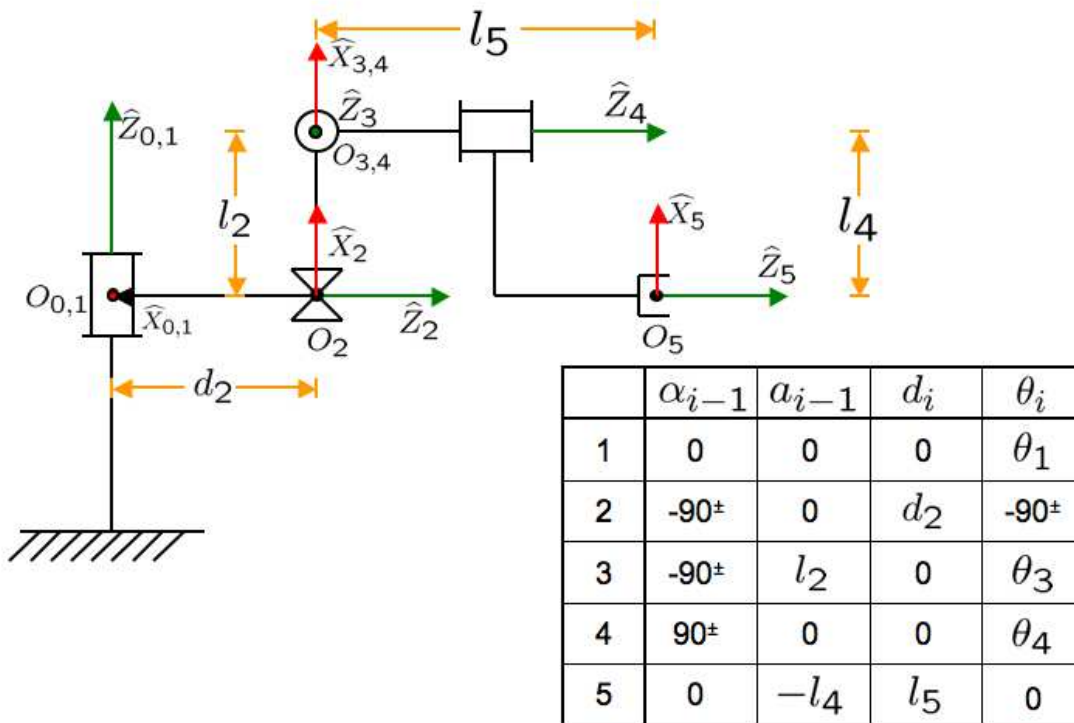 l₅
X̂₃,₄
Ẑ₀,₁
Ẑ₃
Ẑ₄
O₃,₄
l₂
X̂₂
X̂₅
l₄
O₀,₁
X̂₀,₁
Ẑ₂
Ẑ₅
O₂
O₅
d₂
αᵢ₋₁ aᵢ₋₁ dᵢ θᵢ
1 0 0 0 θ₁
2 -90± 0 d₂ -90±
3 -90± l₂ 0 θ₃
4 90± 0 0 θ₄
5 0 −l₄ l₅ 0